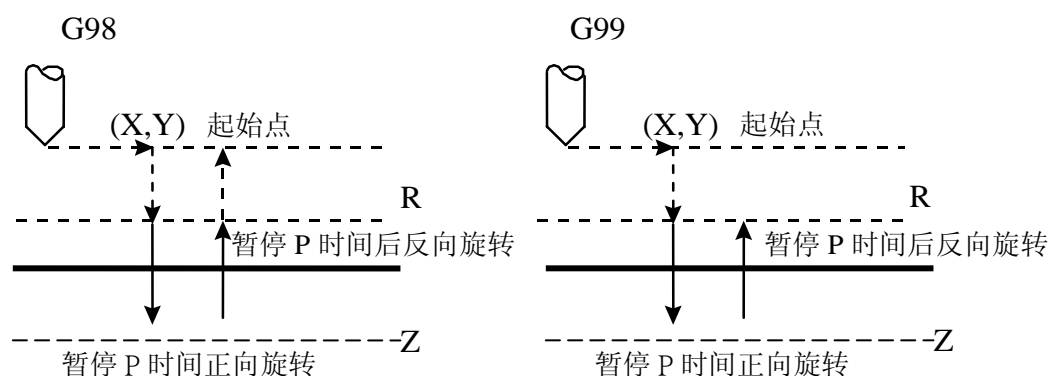 G98
G99
(X,Y) 起始点
(X,Y) 起始点
R
R
暂停 P 时间后反向旋转
暂停 P 时间后反向旋转
Z
Z
暂停 P 时间正向旋转
暂停 P 时间正向旋转